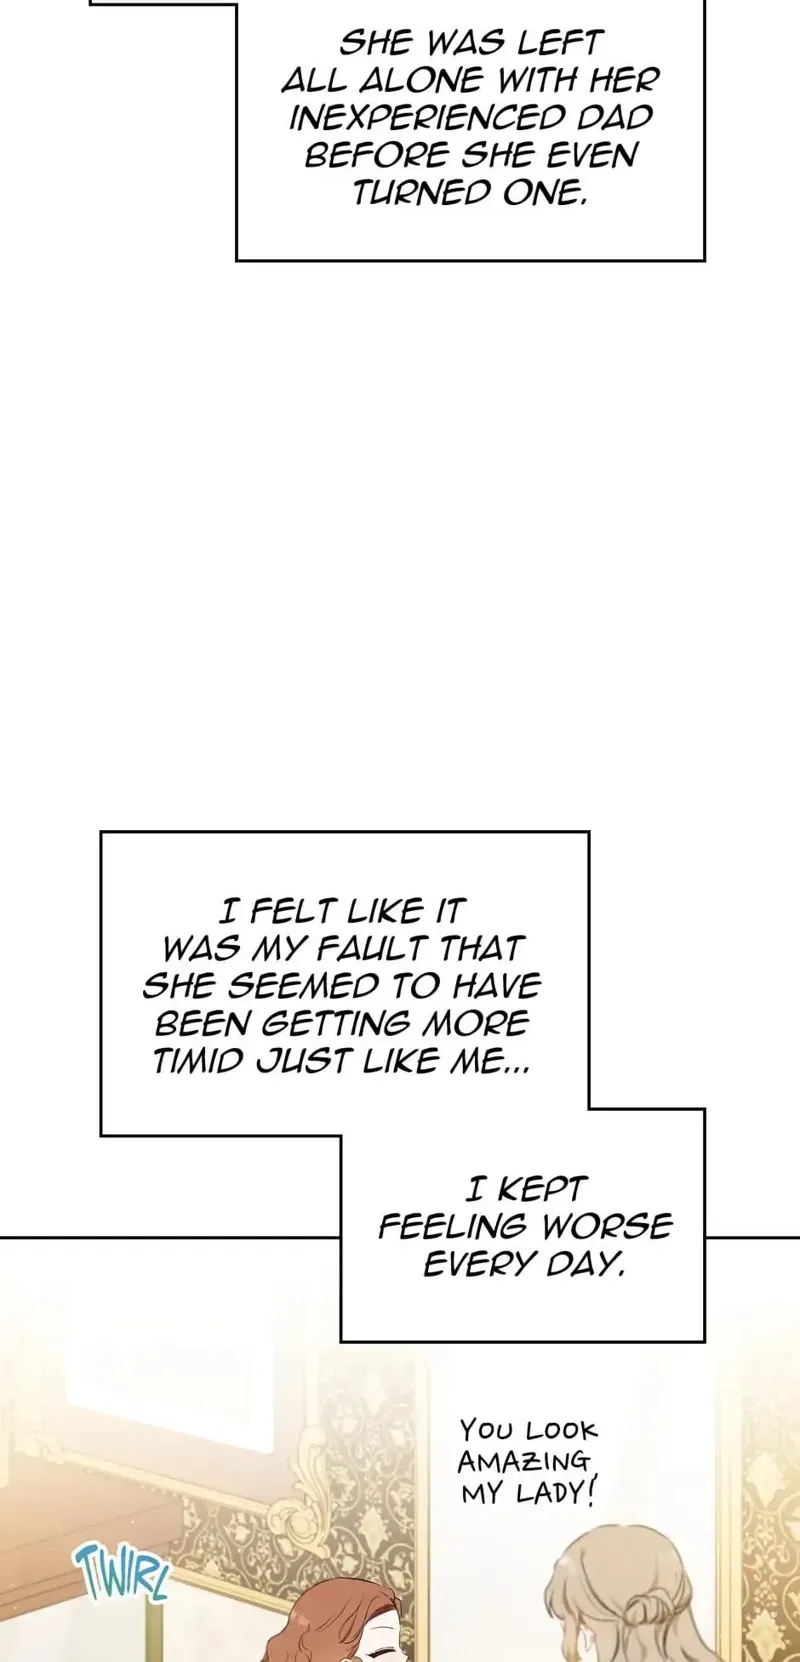 SHE WAS LEFT
ALL ALONE WITH HER
INEXPERIENCED DAD
BEFORE SHE EVEN
TURNED ONE.
I FELT LIKE IT
WAS MY FAULT THAT
SHE SEEMED TO HAVE
BEEN GETTING MORE
TIMID JUST LIKE ME...
I KEPT
FEELING WORSE
EVERY DAY.
YOU LOOK
AMAZING,
MY LADY!
TWIRL